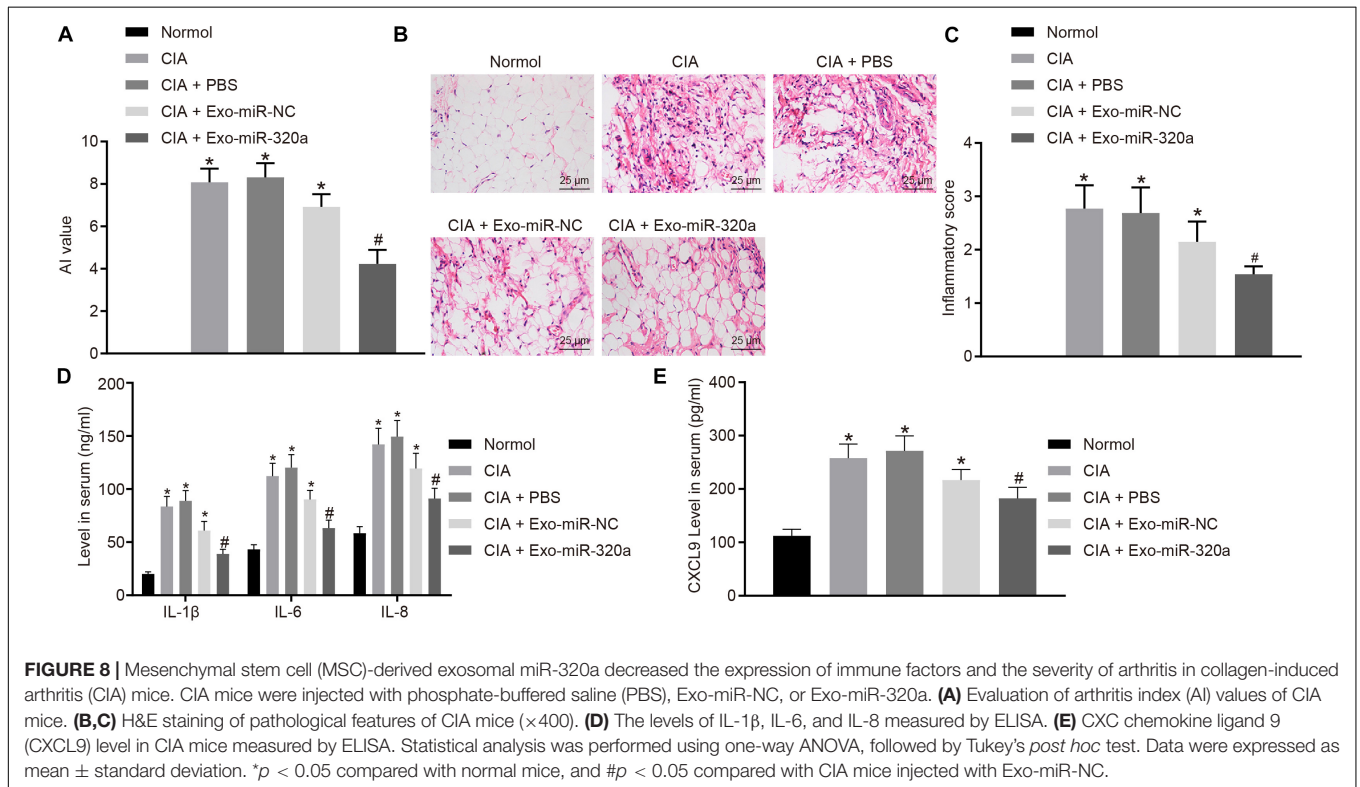 A
Normol
CIA
CIA + PBS
CIA + Exo-miR-NC
CIA + Exo-miR-320a
10
8
6
4
2
0
AI value
*
*
*
#
B
Normol
CIA
CIA + PBS
25 μm
25 μm
25 μm
CIA + Exo-miR-NC
CIA + Exo-miR-320a
25 μm
25 μm
C
Normol
CIA
CIA + PBS
CIA + Exo-miR-NC
CIA + Exo-miR-320a
4
3
2
1
0
Inflammatory score
*
*
*
#
D
200
150
100
50
0
Level in serum (ng/ml)
*
*
*
#
*
*
*
#
*
*
*
#
IL-1β
IL-6
IL-8
Normol
CIA
CIA + PBS
CIA + Exo-miR-NC
CIA + Exo-miR-320a
E
400
300
200
100
0
CXCL9 Level in serum (pg/ml)
*
*
*
#
Normol
CIA
CIA + PBS
CIA + Exo-miR-NC
CIA + Exo-miR-320a
FIGURE 8 | Mesenchymal stem cell (MSC)-derived exosomal miR-320a decreased the expression of immune factors and the severity of arthritis in collagen-induced
arthritis (CIA) mice. CIA mice were injected with phosphate-buffered saline (PBS), Exo-miR-NC, or Exo-miR-320a. (A) Evaluation of arthritis index (AI) values of CIA
mice. (B,C) H&E staining of pathological features of CIA mice (×400). (D) The levels of IL-1β, IL-6, and IL-8 measured by ELISA. (E) CXC chemokine ligand 9
(CXCL9) level in CIA mice measured by ELISA. Statistical analysis was performed using one-way ANOVA, followed by Tukey's post hoc test. Data were expressed as
mean ± standard deviation. *p < 0.05 compared with normal mice, and #p < 0.05 compared with CIA mice injected with Exo-miR-NC.